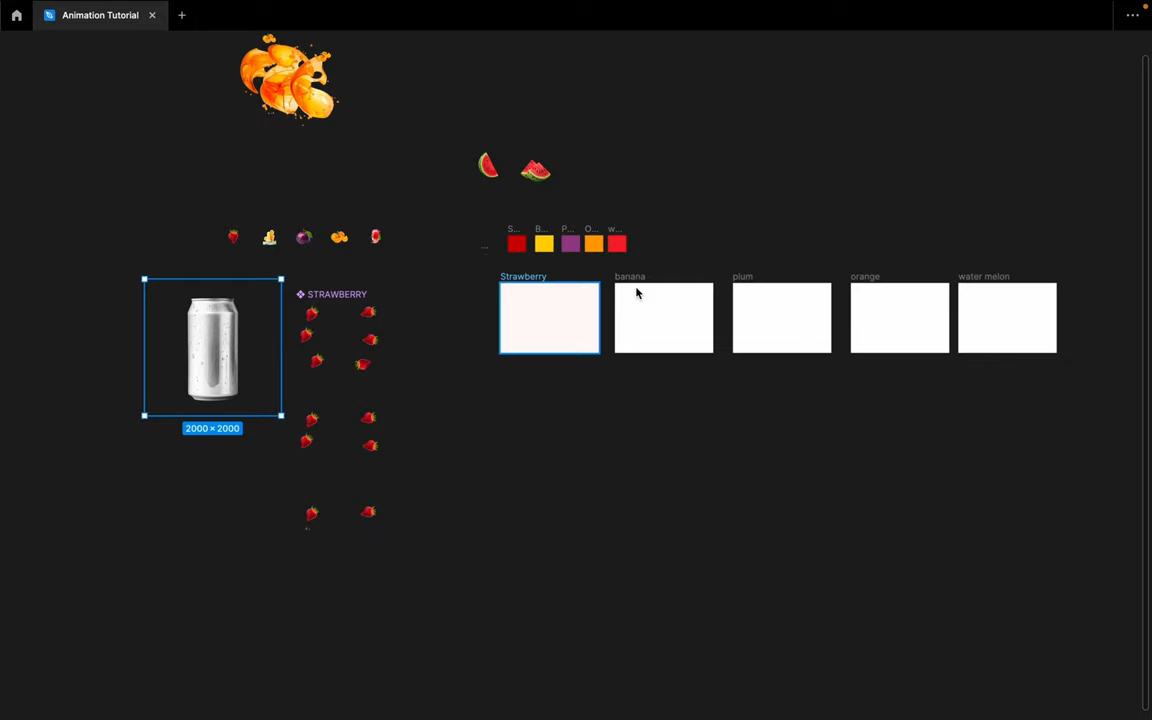 Animation Tutorial
S... B... P... O... w...
...
Strawberry banana plum orange water melon
STRAWBERRY
2000 × 2000